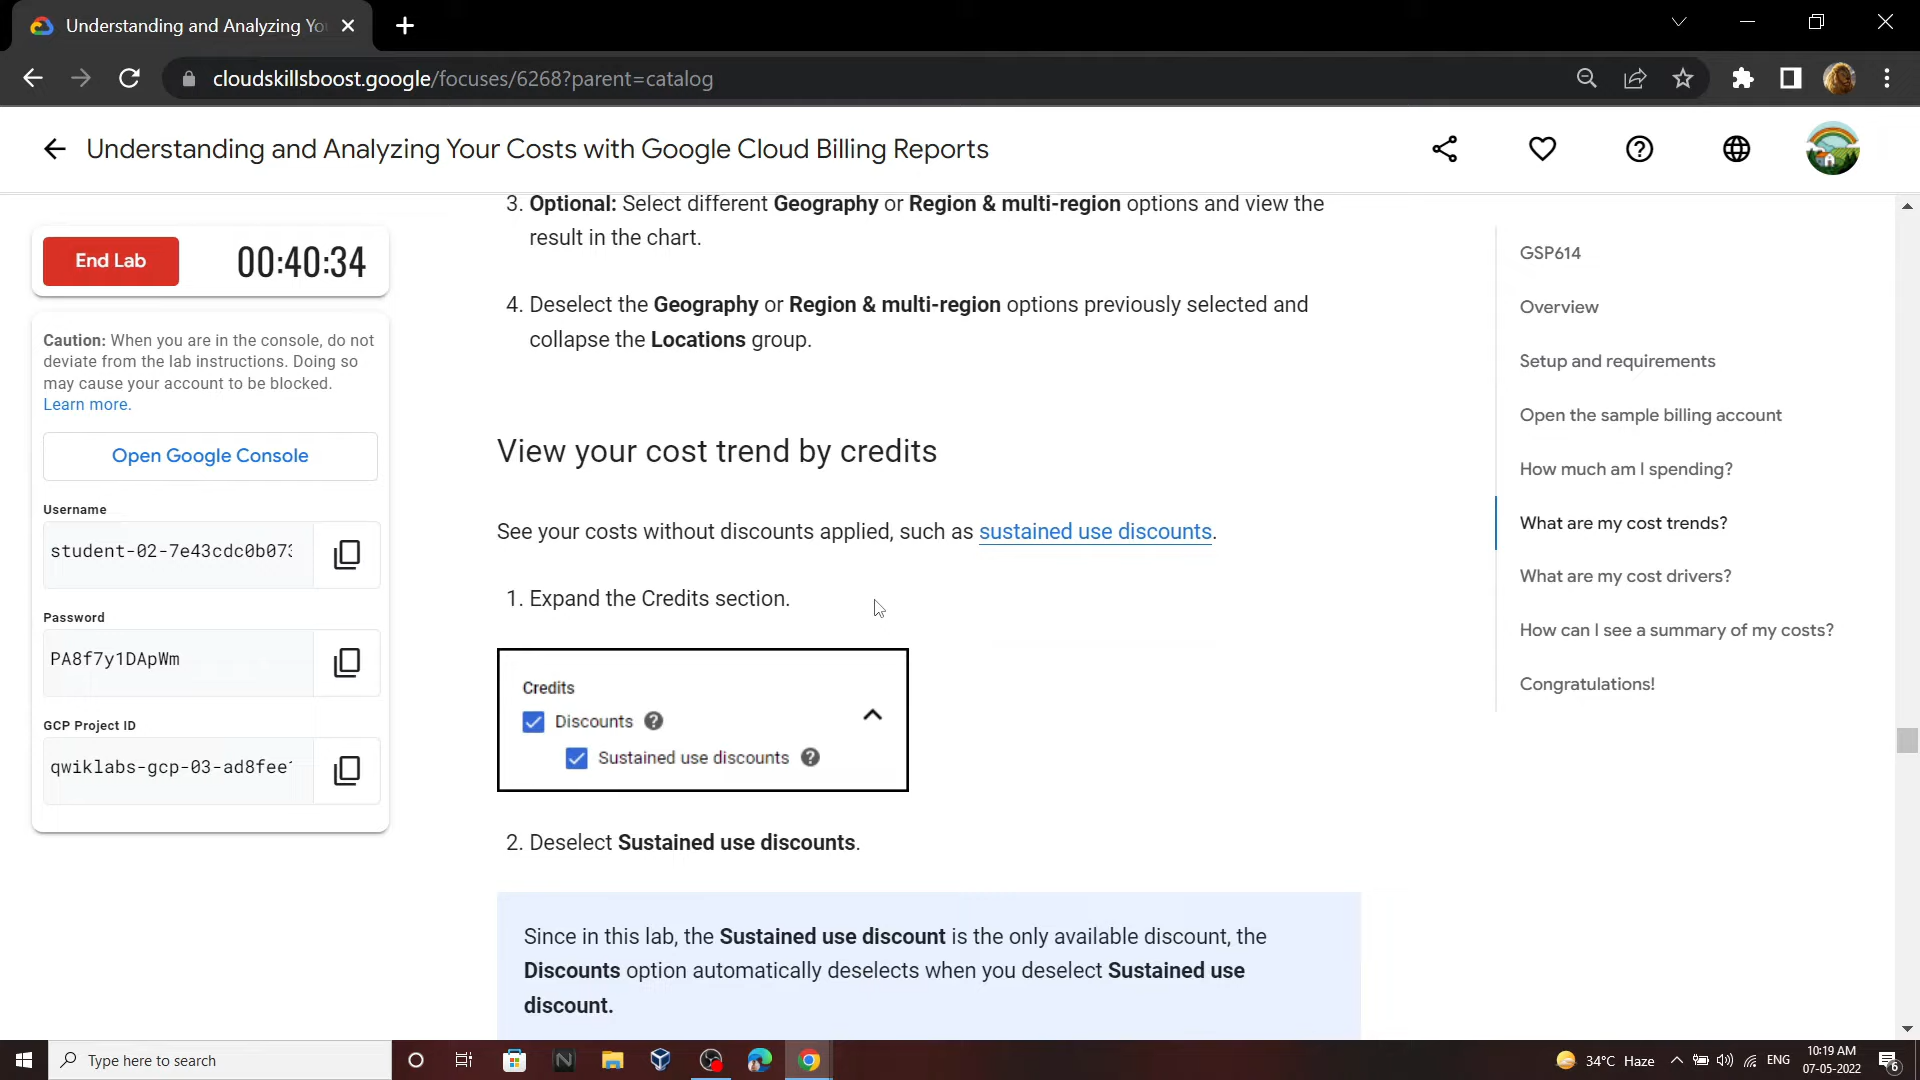 Understanding and Analyzing Yo
cloudskillsboost.google/focuses/6268?parent=catalog
Understanding and Analyzing Your Costs with Google Cloud Billing Reports
End Lab
00:40:34
Caution: When you are in the console, do not
deviate from the lab instructions. Doing so
may cause your account to be blocked.
Learn more.
Open Google Console
Username
student-02-7e43cdc0b073
Password
PA8f7y1DApWm
GCP Project ID
qwiklabs-gcp-03-ad8fee
3. Optional: Select different Geography or Region & multi-region options and view the
result in the chart.
4. Deselect the Geography or Region & multi-region options previously selected and
collapse the Locations group.
View your cost trend by credits
See your costs without discounts applied, such as sustained use discounts.
1. Expand the Credits section.
Credits
Discounts
Sustained use discounts
2. Deselect Sustained use discounts.
Since in this lab, the Sustained use discount is the only available discount, the
Discounts option automatically deselects when you deselect Sustained use
discount.
GSP614
Overview
Setup and requirements
Open the sample billing account
How much am I spending?
What are my cost trends?
What are my cost drivers?
How can I see a summary of my costs?
Congratulations!
Type here to search
34°C Haze
ENG
10:19 AM
07-05-2022
6